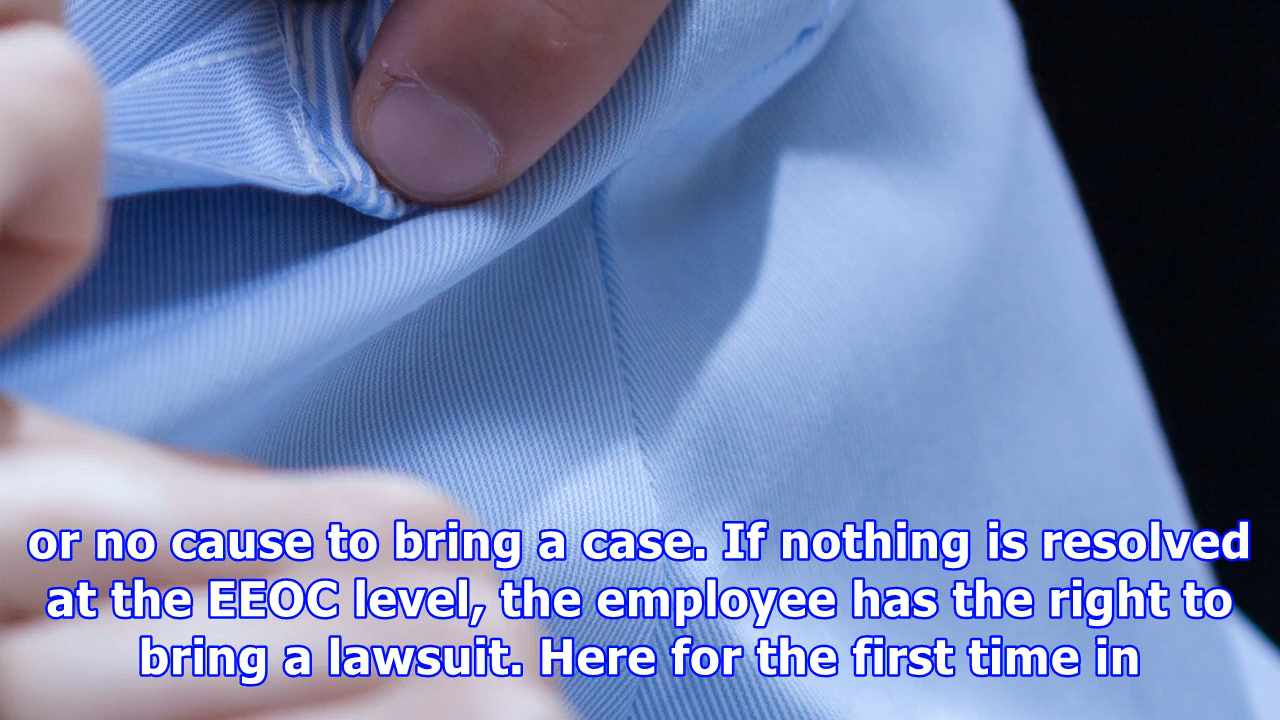 or no cause to bring a case. If nothing is resolved
at the EEOC level, the employee has the right to
bring a lawsuit. Here for the first time in